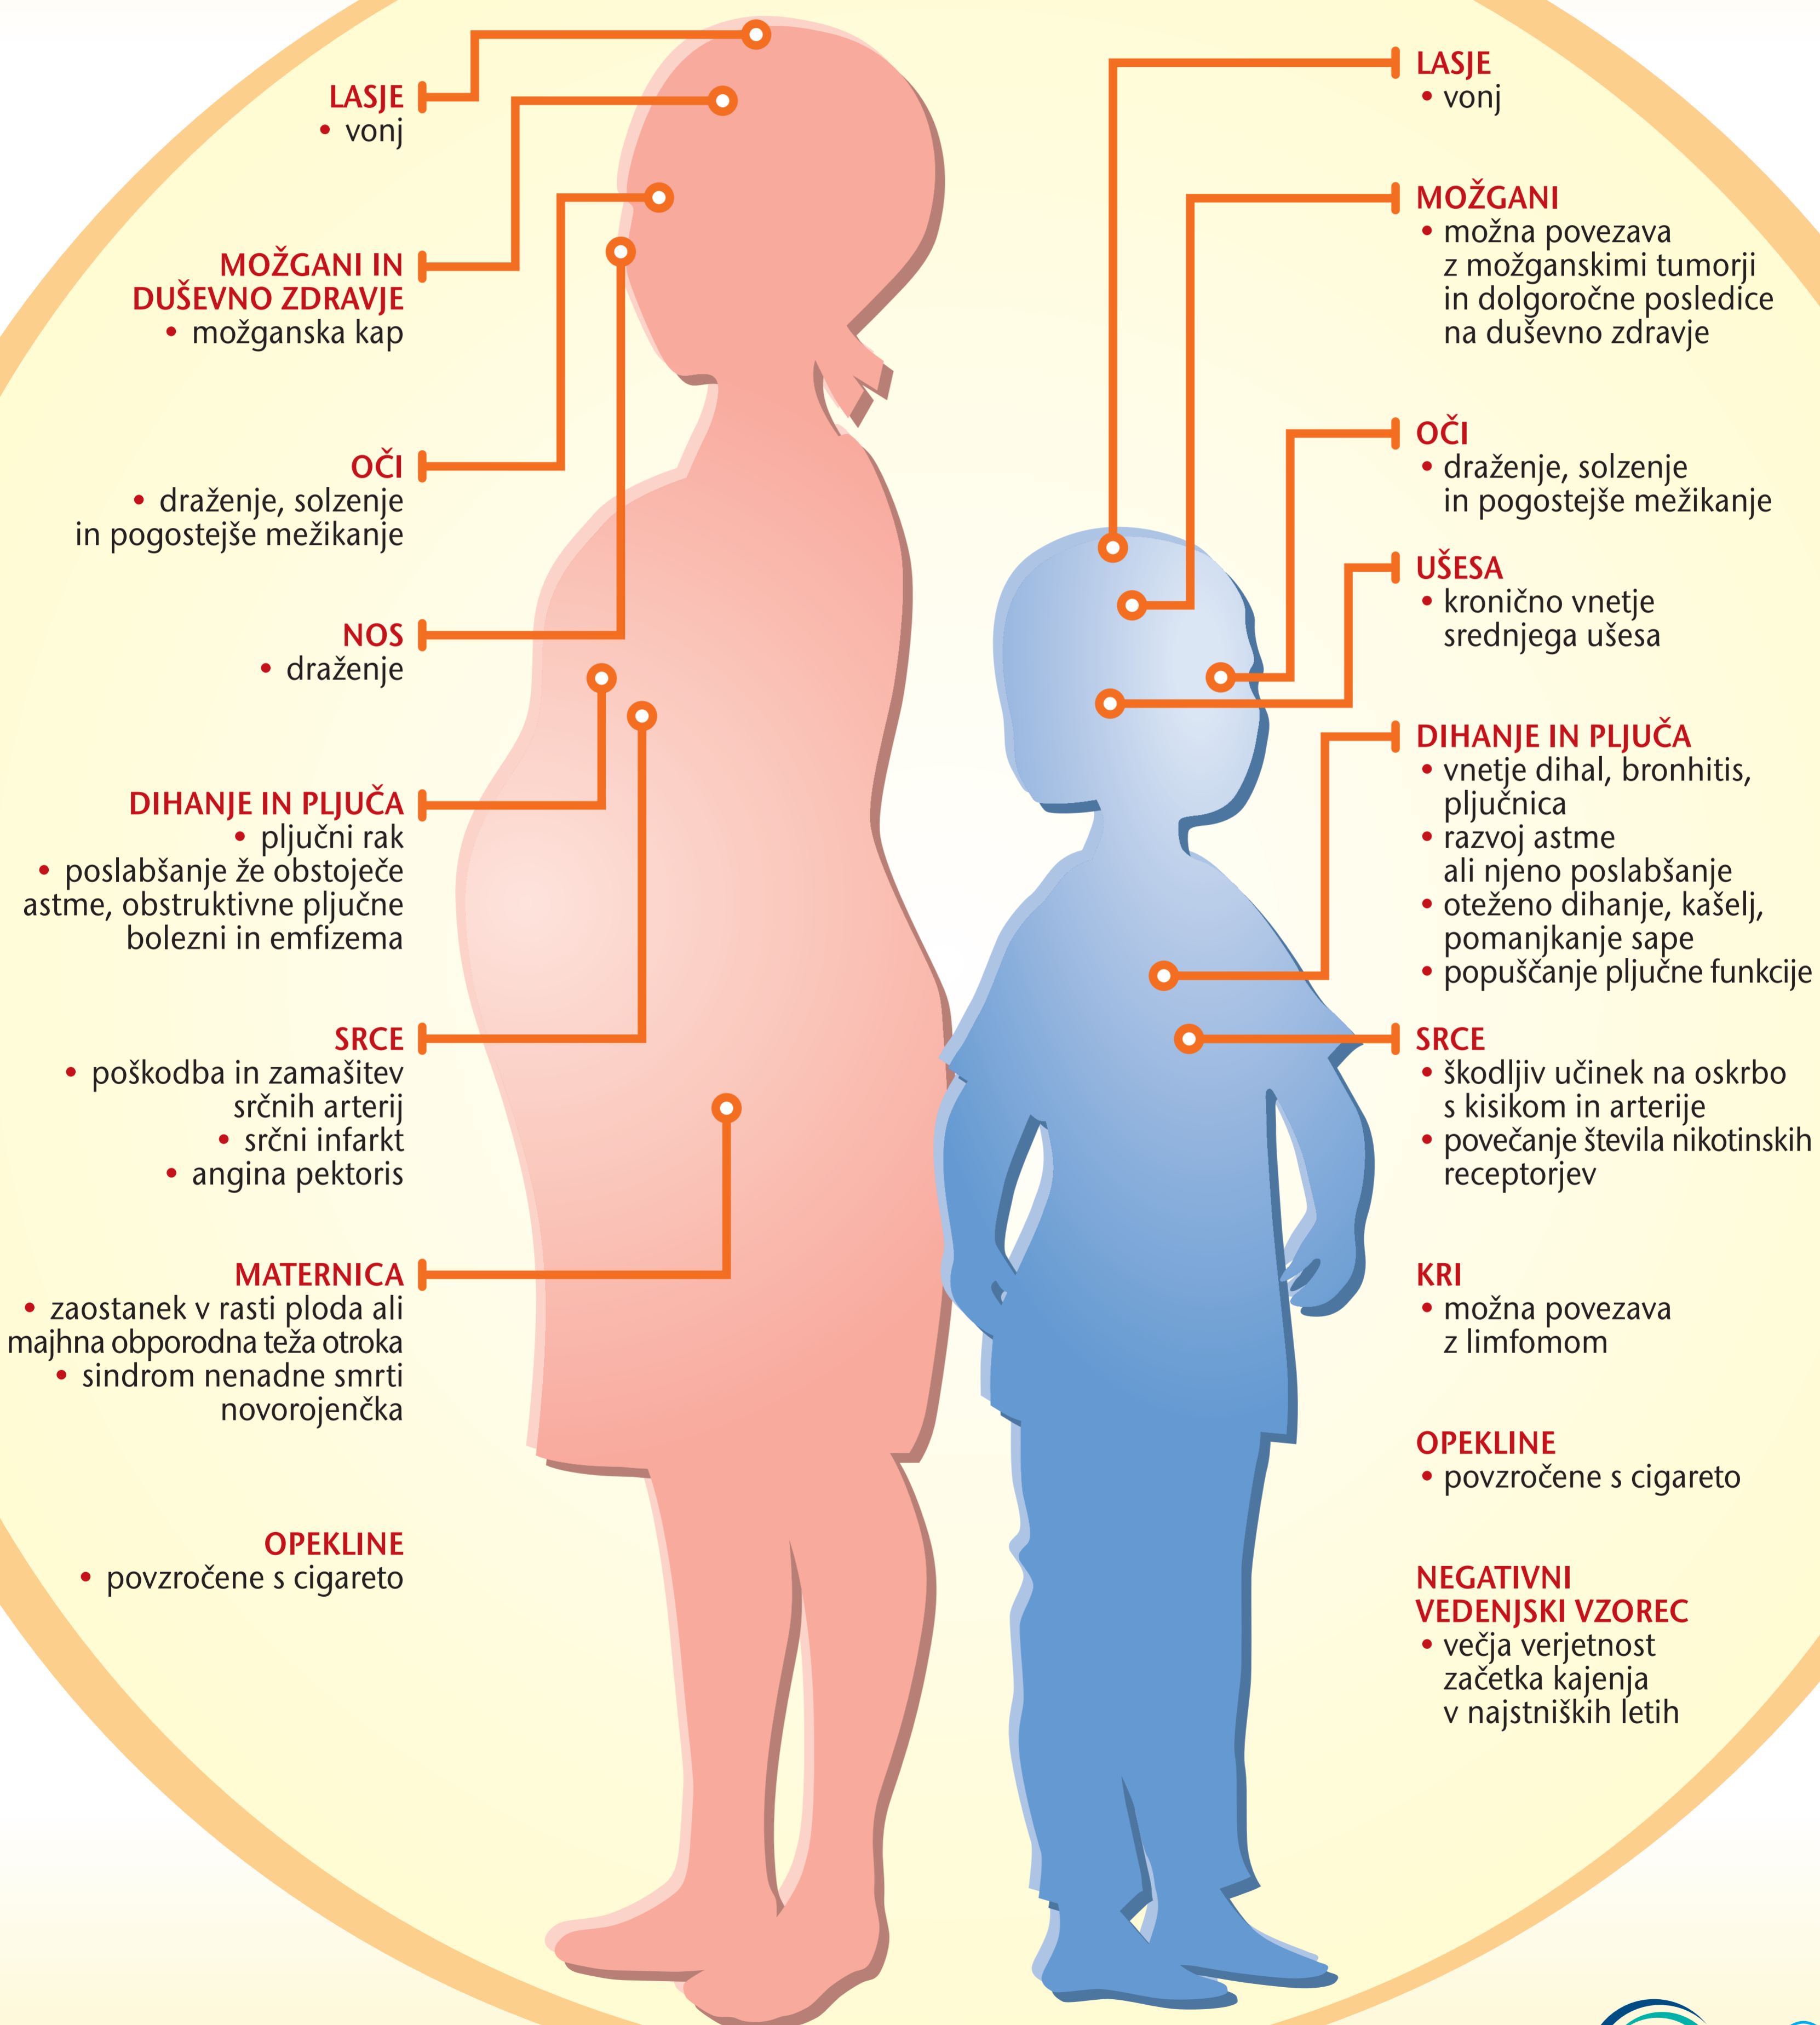 LASJE
• vonj
MOŽGANI IN
DUŠEVNO ZDRAVJE
• možganska kap
OČI
• draženje, solzenje
in pogostejše mežikanje
NOS
• draženje
DIHANJE IN PLJUČA
• pljučni rak
• poslabšanje že obstoječe
astme, obstruktivne pljučne
bolezni in emfizema
SRCE
• poškodba in zamašitev
srčnih arterij
• srčni infarkt
• angina pektoris
MATERNICA
• zaostanek v rasti ploda ali
majhna obporodna teža otroka
• sindrom nenadne smrti
novorojenčka
OPEKLINE
• povzročene s cigareto
LASJE
• vonj
MOŽGANI
• možna povezava
z možganskimi tumorji
in dolgoročne posledice
na duševno zdravje
OČI
• draženje, solzenje
in pogostejše mežikanje
UŠESA
• kronično vnetje
srednjega ušesa
DIHANJE IN PLJUČA
• vnetje dihal, bronhitis,
pljučnica
• razvoj astme
ali njeno poslabšanje
• oteženo dihanje, kašelj,
pomanjkanje sape
• popuščanje pljučne funkcije
SRCE
• škodljiv učinek na oskrbo
s kisikom in arterije
• povečanje števila nikotinskih
receptorjev
KRI
• možna povezava
z limfomom
OPEKLINE
• povzročene s cigareto
NEGATIVNI
VEDENJSKI VZOREC
• večja verjetnost
začetka kajenja
v najstniških letih